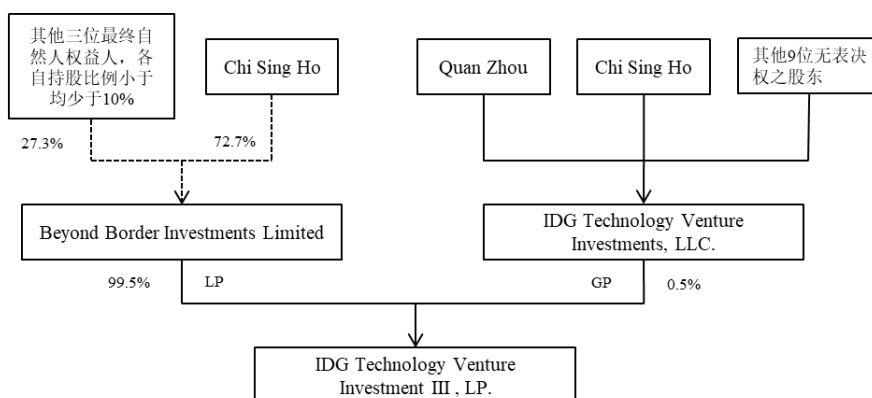 其他三位最终自
然人权益人，各
自持股比例小于
均少于10%
Chi Sing Ho
Quan Zhou
Chi Sing Ho
其他9位无表决
权之股东
27.3%
72.7%
Beyond Border Investments Limited
IDG Technology Venture
Investments, LLC.
99.5%
LP
GP
0.5%
IDG Technology Venture
Investment III , LP.